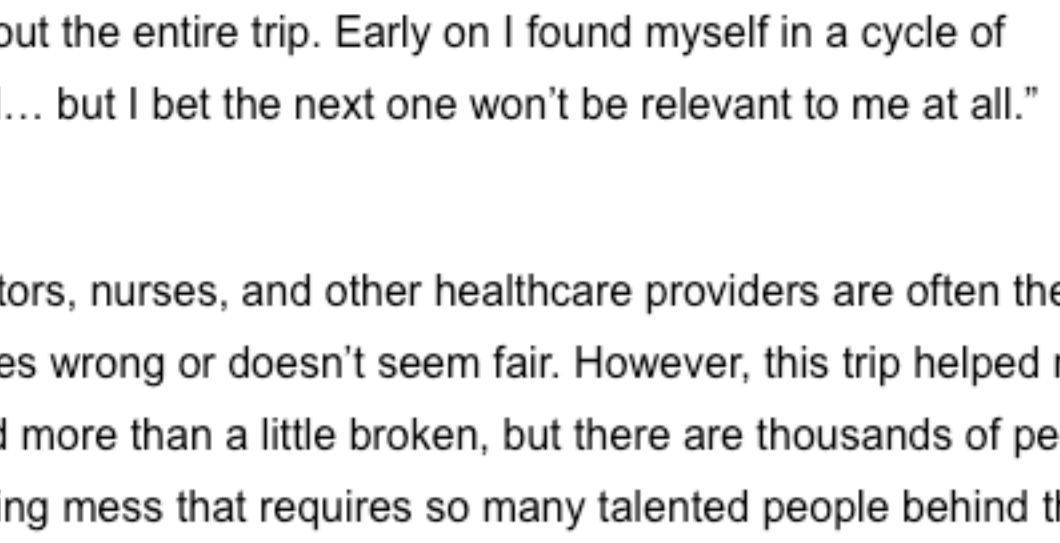 out the entire trip. Early on I found myself in a cycle of
… but I bet the next one won’t be relevant to me at all.”
tors, nurses, and other healthcare providers are often the
es wrong or doesn’t seem fair. However, this trip helped
more than a little broken, but there are thousands of pe
ing mess that requires so many talented people behind th